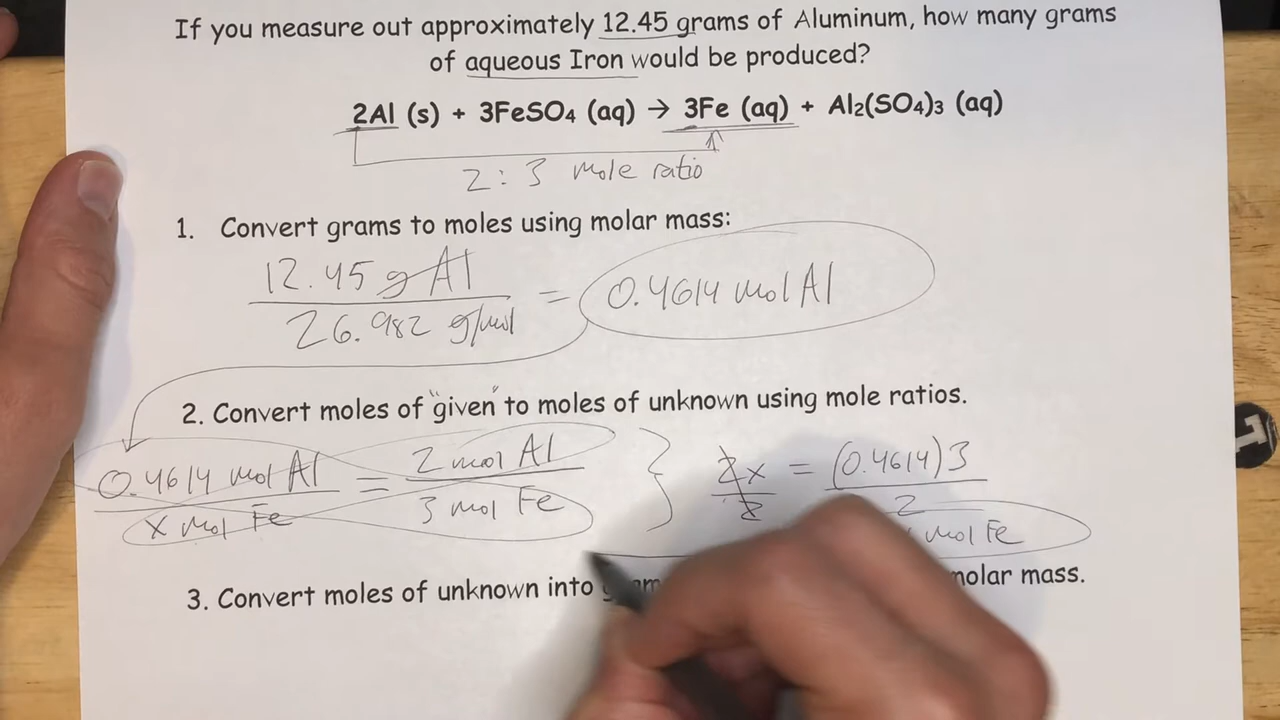 If you measure out approximately 12.45 grams of Aluminum, how many grams
of aqueous Iron would be produced?
2Al (s) + 3FeSO4 (aq) → 3Fe (aq) + Al2(SO4)3 (aq)
2 : 3 mole ratio
1. Convert grams to moles using molar mass:
12.45 g Al
26.982 g/mol
= 0.4614 mol Al
2. Convert moles of "given" to moles of unknown using mole ratios.
0.4614 mol Al = 2 mol Al
x mol Fe 3 mol Fe
2x = (0.4614)3
2 2
mol Fe
3. Convert moles of unknown into molar mass.